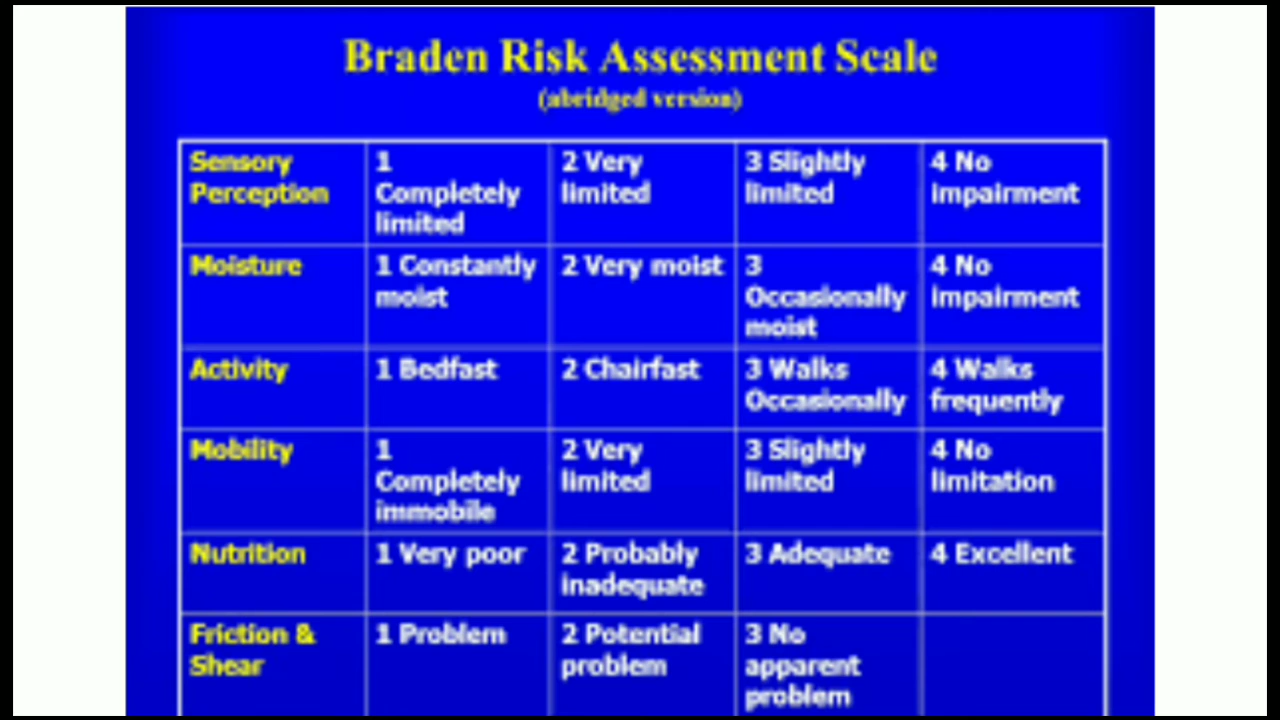 Braden Risk Assessment Scale
(abridged version)
Sensory Perception | 1 Completely limited | 2 Very limited | 3 Slightly limited | 4 No impairment
Moisture | 1 Constantly moist | 2 Very moist | 3 Occasionally moist | 4 No impairment
Activity | 1 Bedfast | 2 Chairfast | 3 Walks Occasionally | 4 Walks frequently
Mobility | 1 Completely immobile | 2 Very limited | 3 Slightly limited | 4 No limitation
Nutrition | 1 Very poor | 2 Probably inadequate | 3 Adequate | 4 Excellent
Friction & Shear | 1 Problem | 2 Potential problem | 3 No apparent problem